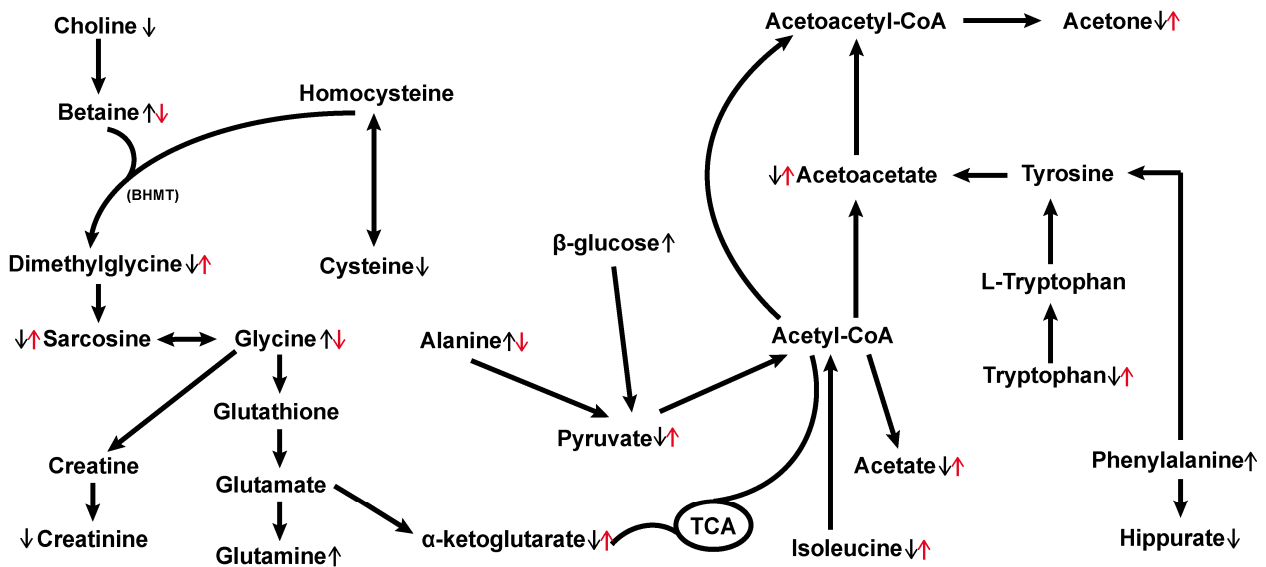 Choline↓
Acetoacetyl-CoA
Acetone↓↑
Betaine↑↓
Homocysteine
(BHMT)
↓↑Acetoacetate
Tyrosine
Dimethylglycine↓↑
Cysteine↓
β-glucose↑
L-Tryptophan
↓↑Sarcosine
Glycine↑↓
Alanine↑↓
Acetyl-CoA
Tryptophan↓↑
Glutathione
Pyruvate↓↑
Creatine
Acetate↓↑
Phenylalanine↑
Glutamate
↓Creatinine
Glutamine↑
α-ketoglutarate↓↑
TCA
Isoleucine↓↑
Hippurate↓